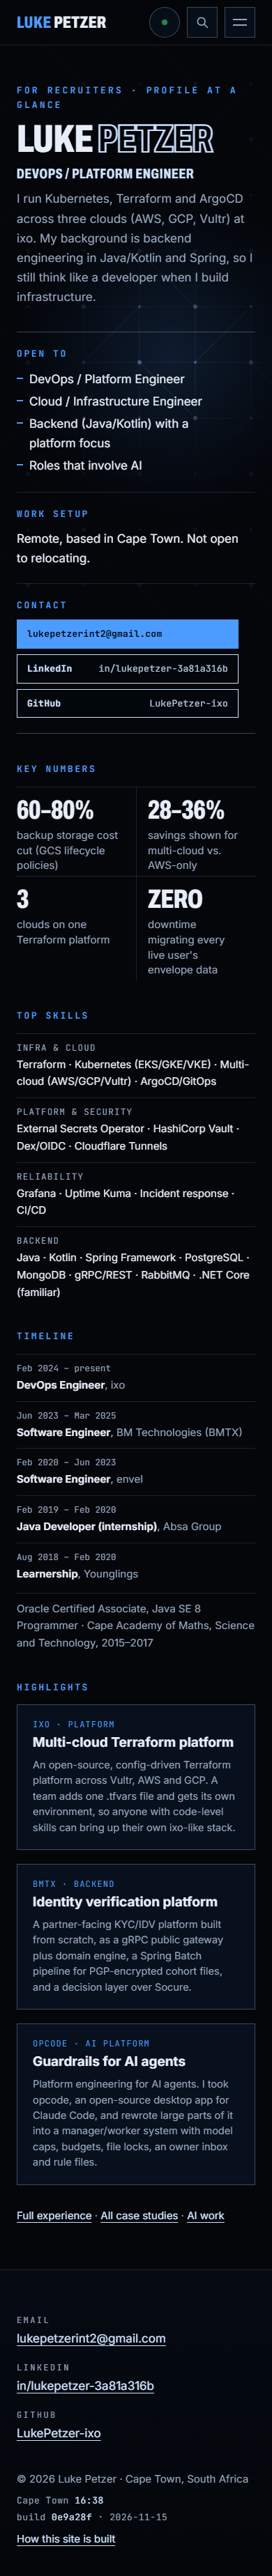 LUKE PETZER
FOR RECRUITERS · PROFILE AT A
GLANCE
LUKE PETZER
DEVOPS / PLATFORM ENGINEER
I run Kubernetes, Terraform and ArgoCD
across three clouds (AWS, GCP, Vultr) at
ixo. My background is backend
engineering in Java/Kotlin and Spring, so I
still think like a developer when I build
infrastructure.
OPEN TO
– DevOps / Platform Engineer
– Cloud / Infrastructure Engineer
– Backend (Java/Kotlin) with a
platform focus
– Roles that involve AI
WORK SETUP
Remote, based in Cape Town. Not open
to relocating.
CONTACT
lukepetzerint2@gmail.com
LinkedIn in/lukepetzer-3a81a316b
GitHub LukePetzer-ixo
KEY NUMBERS
60–80%
backup storage cost
cut (GCS lifecycle
policies)
28–36%
savings shown for
multi-cloud vs.
AWS-only
3
clouds on one
Terraform platform
ZERO
downtime
migrating every
live user's
envelope data
TOP SKILLS
INFRA & CLOUD
Terraform · Kubernetes (EKS/GKE/VKE) · Multi-
cloud (AWS/GCP/Vultr) · ArgoCD/GitOps
PLATFORM & SECURITY
External Secrets Operator · HashiCorp Vault ·
Dex/OIDC · Cloudflare Tunnels
RELIABILITY
Grafana · Uptime Kuma · Incident response ·
CI/CD
BACKEND
Java · Kotlin · Spring Framework · PostgreSQL ·
MongoDB · gRPC/REST · RabbitMQ · .NET Core
(familiar)
TIMELINE
Feb 2024 – present
DevOps Engineer, ixo
Jun 2023 – Mar 2025
Software Engineer, BM Technologies (BMTX)
Feb 2020 – Jun 2023
Software Engineer, envel
Feb 2019 – Feb 2020
Java Developer (internship), Absa Group
Aug 2018 – Feb 2020
Learnership, Younglings
Oracle Certified Associate, Java SE 8
Programmer · Cape Academy of Maths, Science
and Technology, 2015–2017
HIGHLIGHTS
IXO · PLATFORM
Multi-cloud Terraform platform
An open-source, config-driven Terraform
platform across Vultr, AWS and GCP. A
team adds one .tfvars file and gets its own
environment, so anyone with code-level
skills can bring up their own ixo-like stack.
BMTX · BACKEND
Identity verification platform
A partner-facing KYC/IDV platform built
from scratch, as a gRPC public gateway
plus domain engine, a Spring Batch
pipeline for PGP-encrypted cohort files,
and a decision layer over Socure.
OPCODE · AI PLATFORM
Guardrails for AI agents
Platform engineering for AI agents. I took
opcode, an open-source desktop app for
Claude Code, and rewrote large parts of it
into a manager/worker system with model
caps, budgets, file locks, an owner inbox
and rule files.
Full experience · All case studies · AI work
EMAIL
lukepetzerint2@gmail.com
LINKEDIN
in/lukepetzer-3a81a316b
GITHUB
LukePetzer-ixo
© 2026 Luke Petzer · Cape Town, South Africa
Cape Town 16:38
build 0e9a28f · 2026-11-15
How this site is built